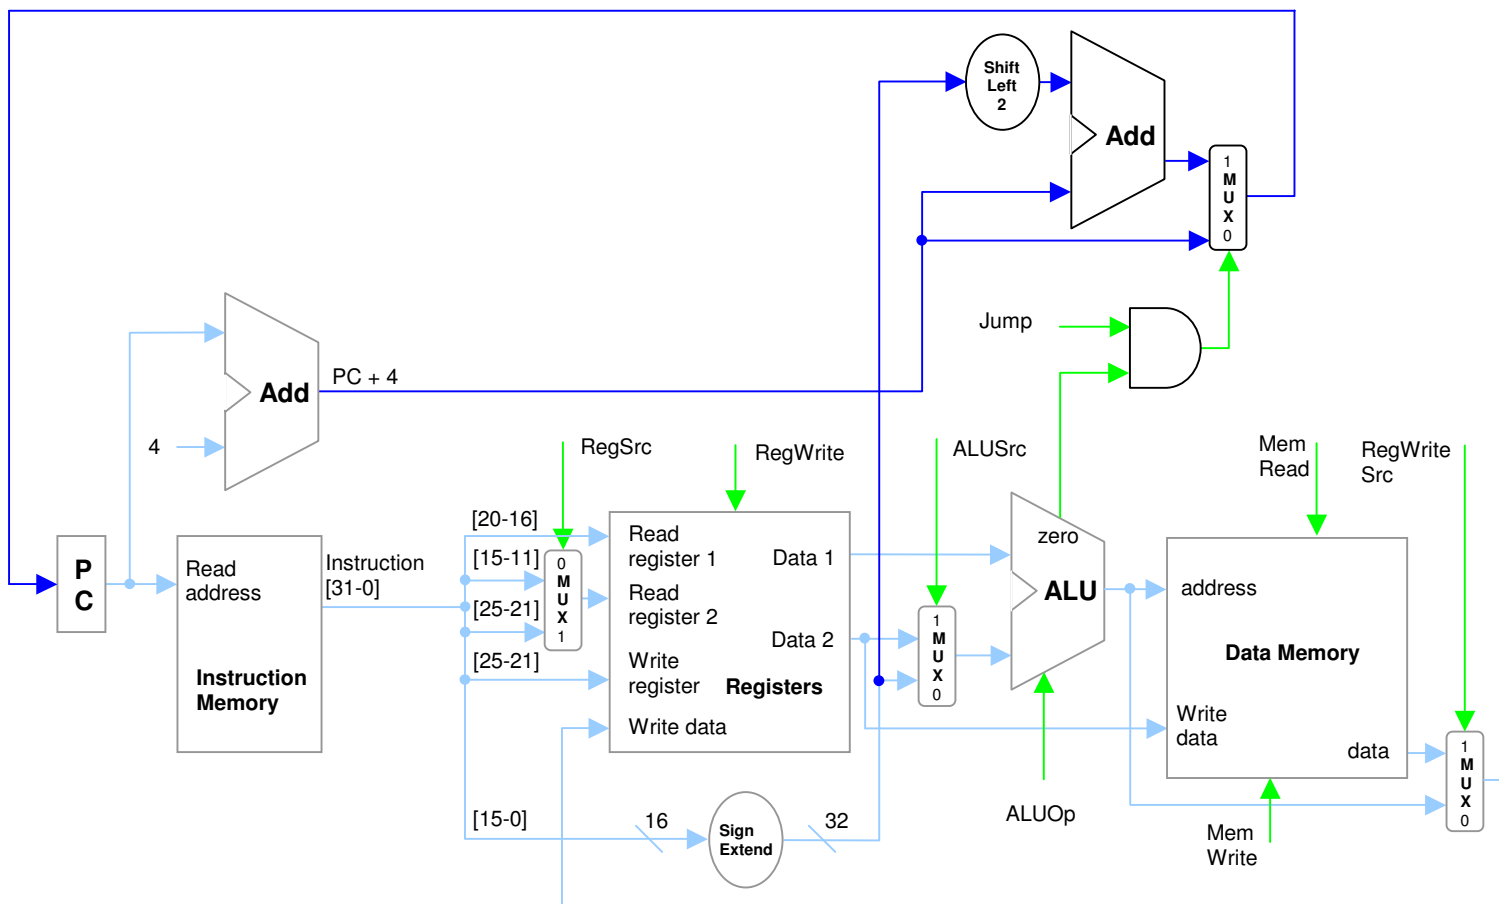 Shift
Left
2
Add
1
M
U
X
0
Jump
PC + 4
Add
4
RegSrc
RegWrite
ALUSrc
Mem
Read
RegWrite
Src
P
C
Read
address
Instruction
Memory
Instruction
[31-0]
[20-16]
[15-11]
[25-21]
[25-21]
[15-0]
0
M
U
X
1
Read
register 1
Read
register 2
Write
register
Write data
Data 1
Data 2
Registers
16
Sign
Extend
32
1
M
U
X
0
zero
ALU
ALUOp
address
Data Memory
Write
data
data
Mem
Write
1
M
U
X
0